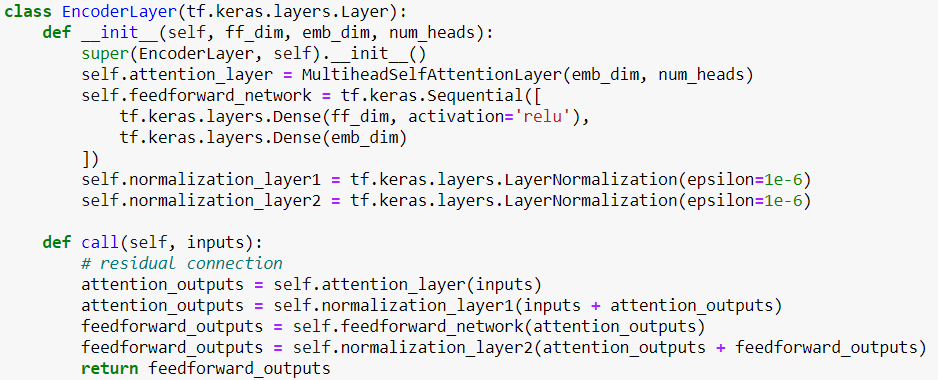 class EncoderLayer(tf.keras.layers.Layer):
    def __init__(self, ff_dim, emb_dim, num_heads):
        super(EncoderLayer, self).__init__()
        self.attention_layer = MultiheadSelfAttentionLayer(emb_dim, num_heads)
        self.feedforward_network = tf.keras.Sequential([
            tf.keras.layers.Dense(ff_dim, activation='relu'),
            tf.keras.layers.Dense(emb_dim)
        ])
        self.normalization_layer1 = tf.keras.layers.LayerNormalization(epsilon=1e-6)
        self.normalization_layer2 = tf.keras.layers.LayerNormalization(epsilon=1e-6)

    def call(self, inputs):
        # residual connection
        attention_outputs = self.attention_layer(inputs)
        attention_outputs = self.normalization_layer1(inputs + attention_outputs)
        feedforward_outputs = self.feedforward_network(attention_outputs)
        feedforward_outputs = self.normalization_layer2(attention_outputs + feedforward_outputs)
        return feedforward_outputs